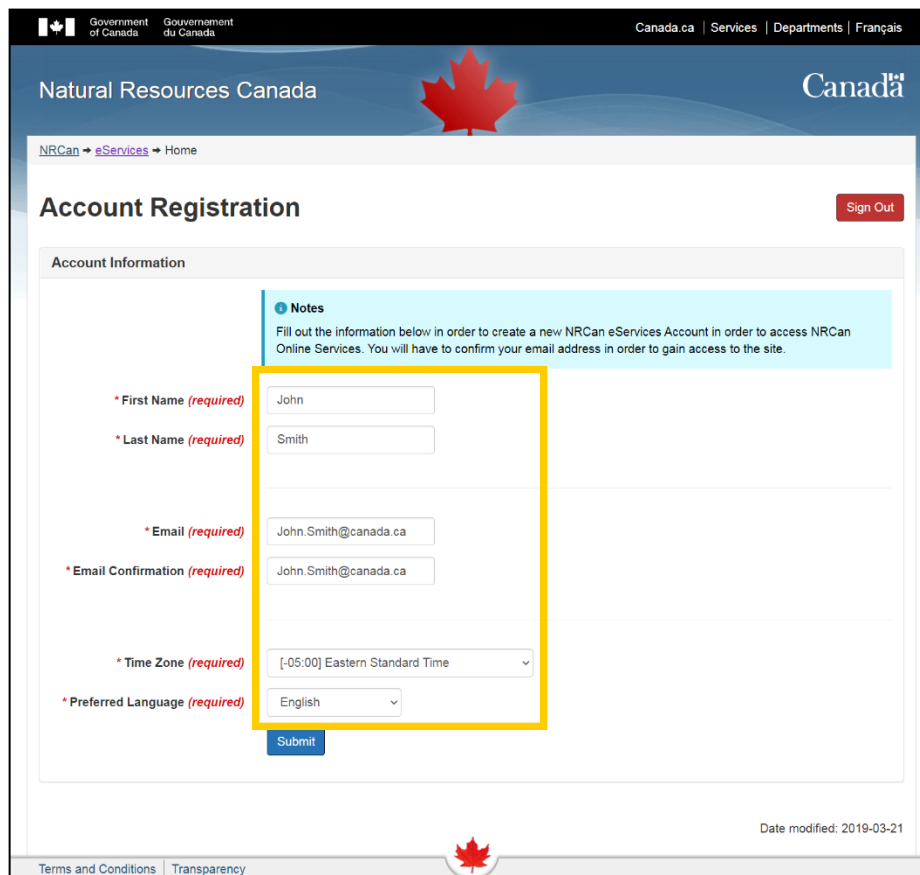 Government Gouvernement
of Canada du Canada
Canada.ca | Services | Departments | Français
Natural Resources Canada
Canada
NRCan → eServices → Home
Account Registration
Sign Out
Account Information
Notes
Fill out the information below in order to create a new NRCan eServices Account in order to access NRCan
Online Services. You will have to confirm your email address in order to gain access to the site.
* First Name (required) John
* Last Name (required) Smith
* Email (required) John.Smith@canada.ca
* Email Confirmation (required) John.Smith@canada.ca
* Time Zone (required) [-05:00] Eastern Standard Time
* Preferred Language (required) English
Submit
Date modified: 2019-03-21
Terms and Conditions | Transparency